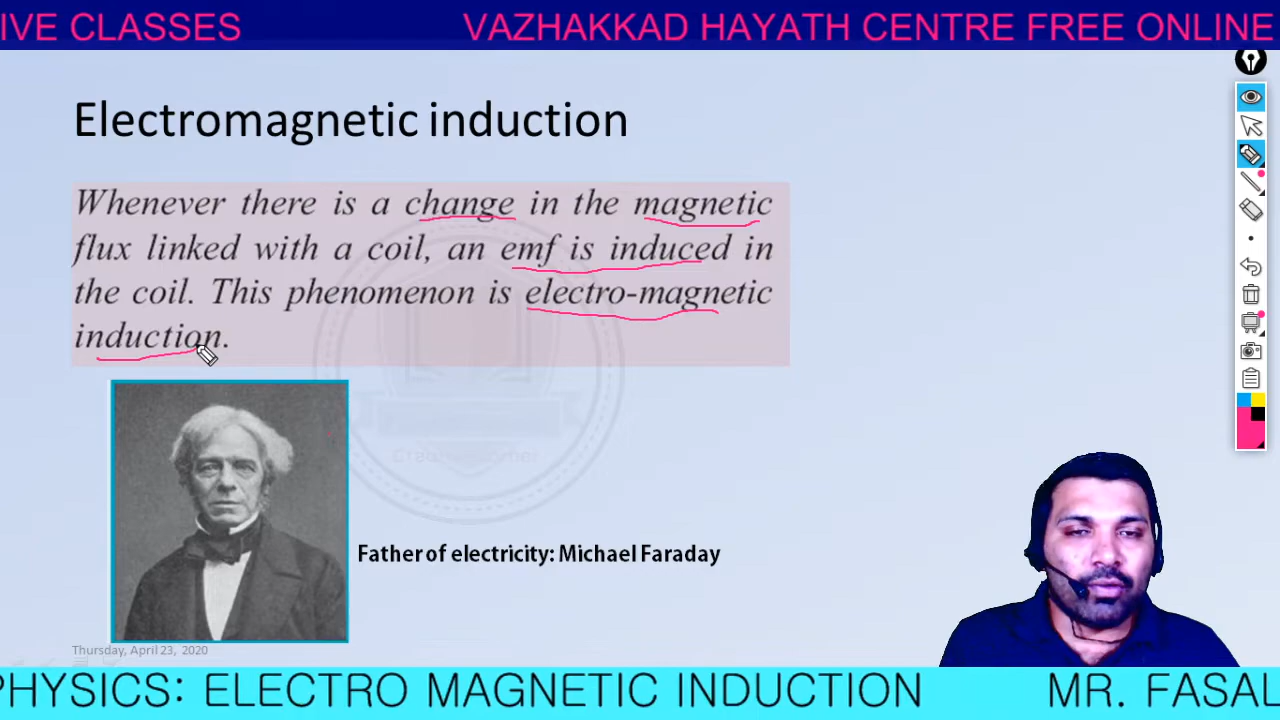 IVE CLASSES VAZHAKKAD HAYATH CENTRE FREE ONLINE
Electromagnetic induction
Whenever there is a change in the magnetic
flux linked with a coil, an emf is induced in
the coil. This phenomenon is electro-magnetic
induction.
Father of electricity: Michael Faraday
Thursday, April 23, 2020
PHYSICS: ELECTRO MAGNETIC INDUCTION MR. FASAL